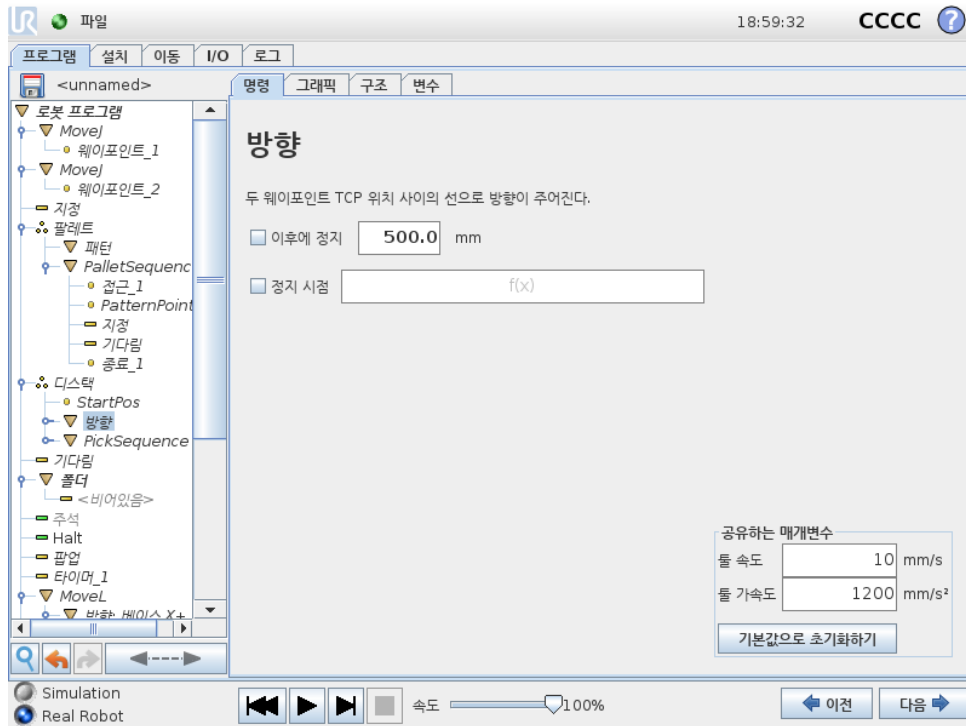 UR 파일 18:59:32 CCCC ?
프로그램 설치 이동 I/O 로그
<unnamed> 명령 그래픽 구조 변수
로봇 프로그램
MoveJ
웨이포인트_1
MoveJ
웨이포인트_2
지정
팔레트
패턴
PalletSequenc
접근_1
PatternPoint
지정
기다림
종료_1
디스택
StartPos
방향
PickSequence
기다림
폴더
<비어있음>
주석
Halt
팝업
타이머_1
MoveL
방향: 베이스 X+
방향
두 웨이포인트 TCP 위치 사이의 선으로 방향이 주어진다.
이후에 정지 500.0 mm
정지 시점 f(x)
공유하는 매개변수
툴 속도 10 mm/s
툴 가속도 1200 mm/s²
기본값으로 초기화하기
Simulation
Real Robot
속도 100% 이전 다음